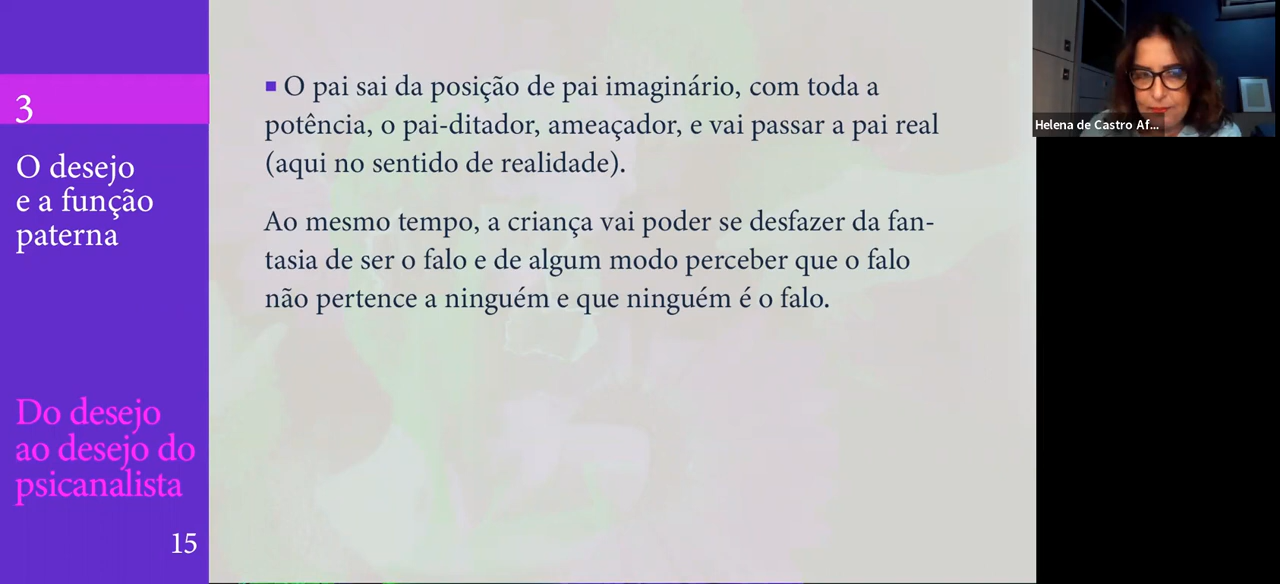 3
O desejo
e a função
paterna
Do desejo
ao desejo do
psicanalista
15
■ O pai sai da posição de pai imaginário, com toda a
potência, o pai-ditador, ameaçador, e vai passar a pai real
(aqui no sentido de realidade).
Ao mesmo tempo, a criança vai poder se desfazer da fan-
tasia de ser o falo e de algum modo perceber que o falo
não pertence a ninguém e que ninguém é o falo.
Helena de Castro Af...